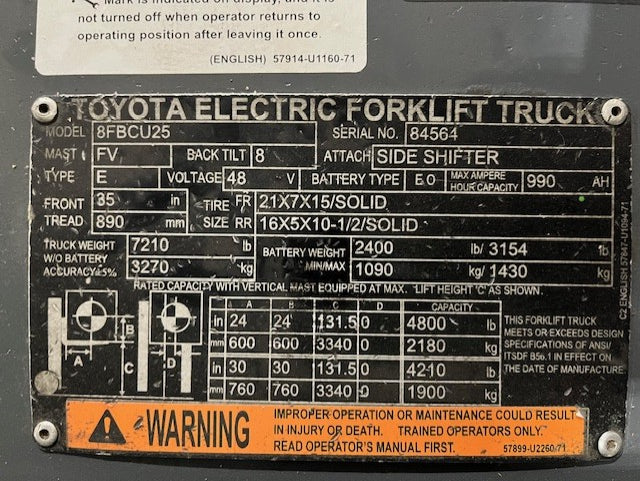 Mark is indicated on display, and it is
not turned off when operator returns to
operating position after leaving it once.
(ENGLISH) 57914-U1160-71
TOYOTA ELECTRIC FORKLIFT TRUCK
MODEL 8FBCU25 SERIAL NO. 84564
MAST FV BACK TILT 8 ATTACH SIDE SHIFTER
TYPE E VOLTAGE 48 V BATTERY TYPE E0 MAX AMPERE HOUR CAPACITY 990 AH
FRONT TREAD 35 in TIRE SIZE FR 21X7X15/SOLID
890 mm RR 16X5X10-1/2/SOLID
TRUCK WEIGHT W/O BATTERY ACCURACY±5% 7210 lb BATTERY WEIGHT MIN/MAX 2400 lb/ 3154 lb
3270 kg 1090 kg/ 1430 kg
RATED CAPACITY WITH VERTICAL MAST EQUIPPED AT MAX. LIFT HEIGHT "C" AS SHOWN.
A B C D CAPACITY
in 24 24 131.5 0 4800 lb
mm 600 600 3340 0 2180 kg
in 30 30 131.5 0 4210 lb
mm 760 760 3340 0 1900 kg
A B C D
THIS FORKLIFT TRUCK
MEETS OR EXCEEDS DESIGN
SPECIFICATIONS OF ANSI/
ITSDF B56.1 IN EFFECT ON
THE DATE OF MANUFACTURE
C2 ENGLISH 57847-U1094-71
WARNING
IMPROPER OPERATION OR MAINTENANCE COULD RESULT
IN INJURY OR DEATH. TRAINED OPERATORS ONLY.
READ OPERATOR'S MANUAL FIRST. 57899-U2260-71